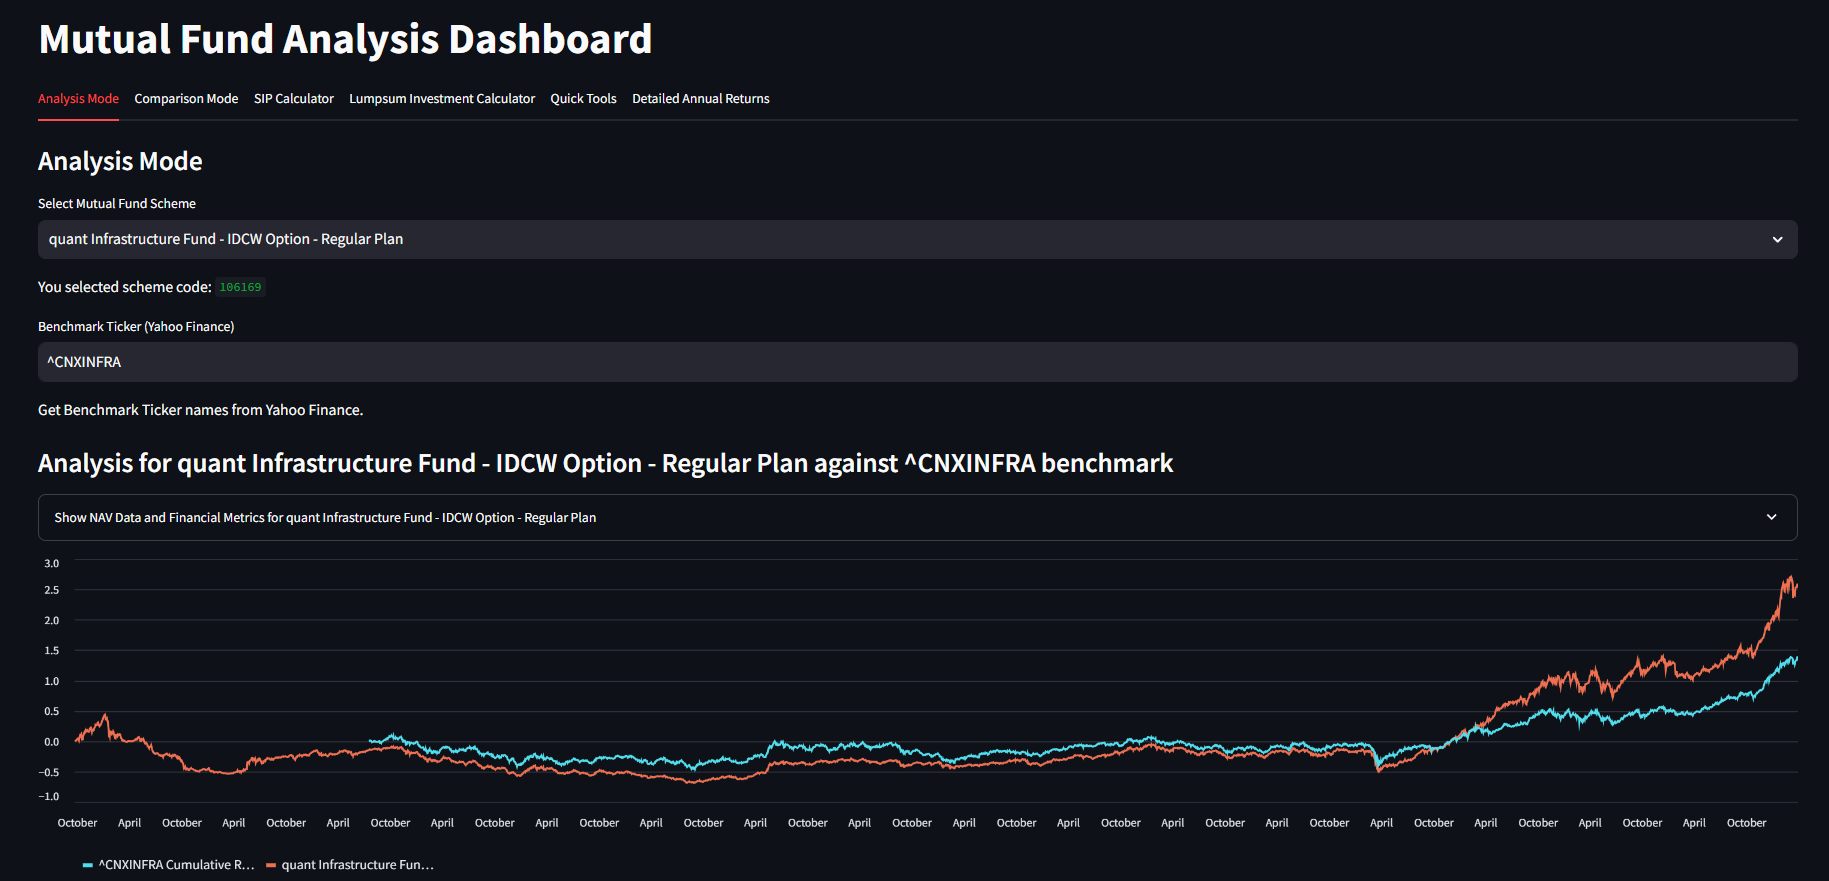 Mutual Fund Analysis Dashboard
Analysis Mode Comparison Mode SIP Calculator Lumpsum Investment Calculator Quick Tools Detailed Annual Returns
Analysis Mode
Select Mutual Fund Scheme
quant Infrastructure Fund - IDCW Option - Regular Plan
You selected scheme code: 106169
Benchmark Ticker (Yahoo Finance)
^CNXINFRA
Get Benchmark Ticker names from Yahoo Finance.
Analysis for quant Infrastructure Fund - IDCW Option - Regular Plan against ^CNXINFRA benchmark
Show NAV Data and Financial Metrics for quant Infrastructure Fund - IDCW Option - Regular Plan
3.0
2.5
2.0
1.5
1.0
0.5
0.0
−0.5
−1.0
October April October April October April October April October April October April October April October April October April October April October April October April October April October April October April October April October
^CNXINFRA Cumulative R… quant Infrastructure Fun…